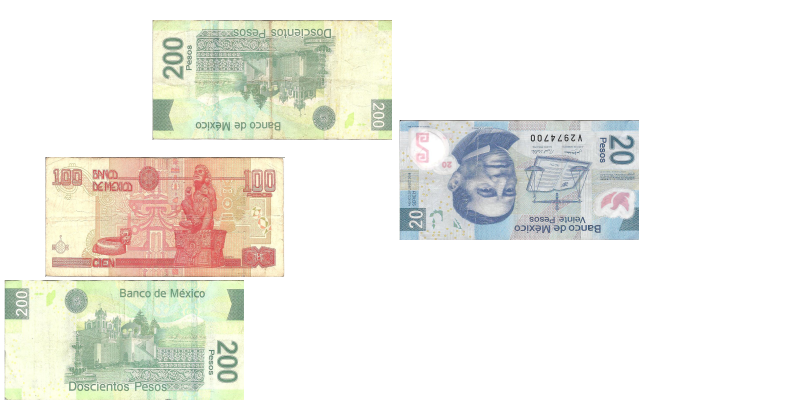 200
Pesos
Doscientos Pesos
Banco de México
200
20
Pesos
V2974700
20
Banco de México
Veinte Pesos
20
100
BANCO
DE MEXICO
100
CIEN
200
Banco de México
200
Pesos
Doscientos Pesos